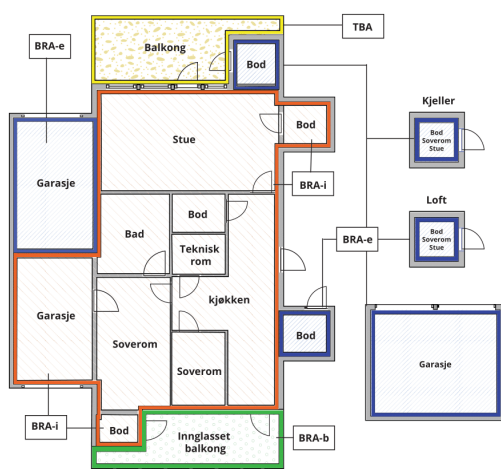 TBA
Balkong
BRA-e
Bod
Kjeller
Bod
Stue
Bod
Soverom
Stue
Garasje
BRA-i
Bod
Loft
Bad
Teknisk
rom
BRA-e
Bod
Soverom
Stue
kjøkken
Garasje
Bod
Soverom
Soverom
Garasje
BRA-i
Bod
Innglasset
balkong
BRA-b